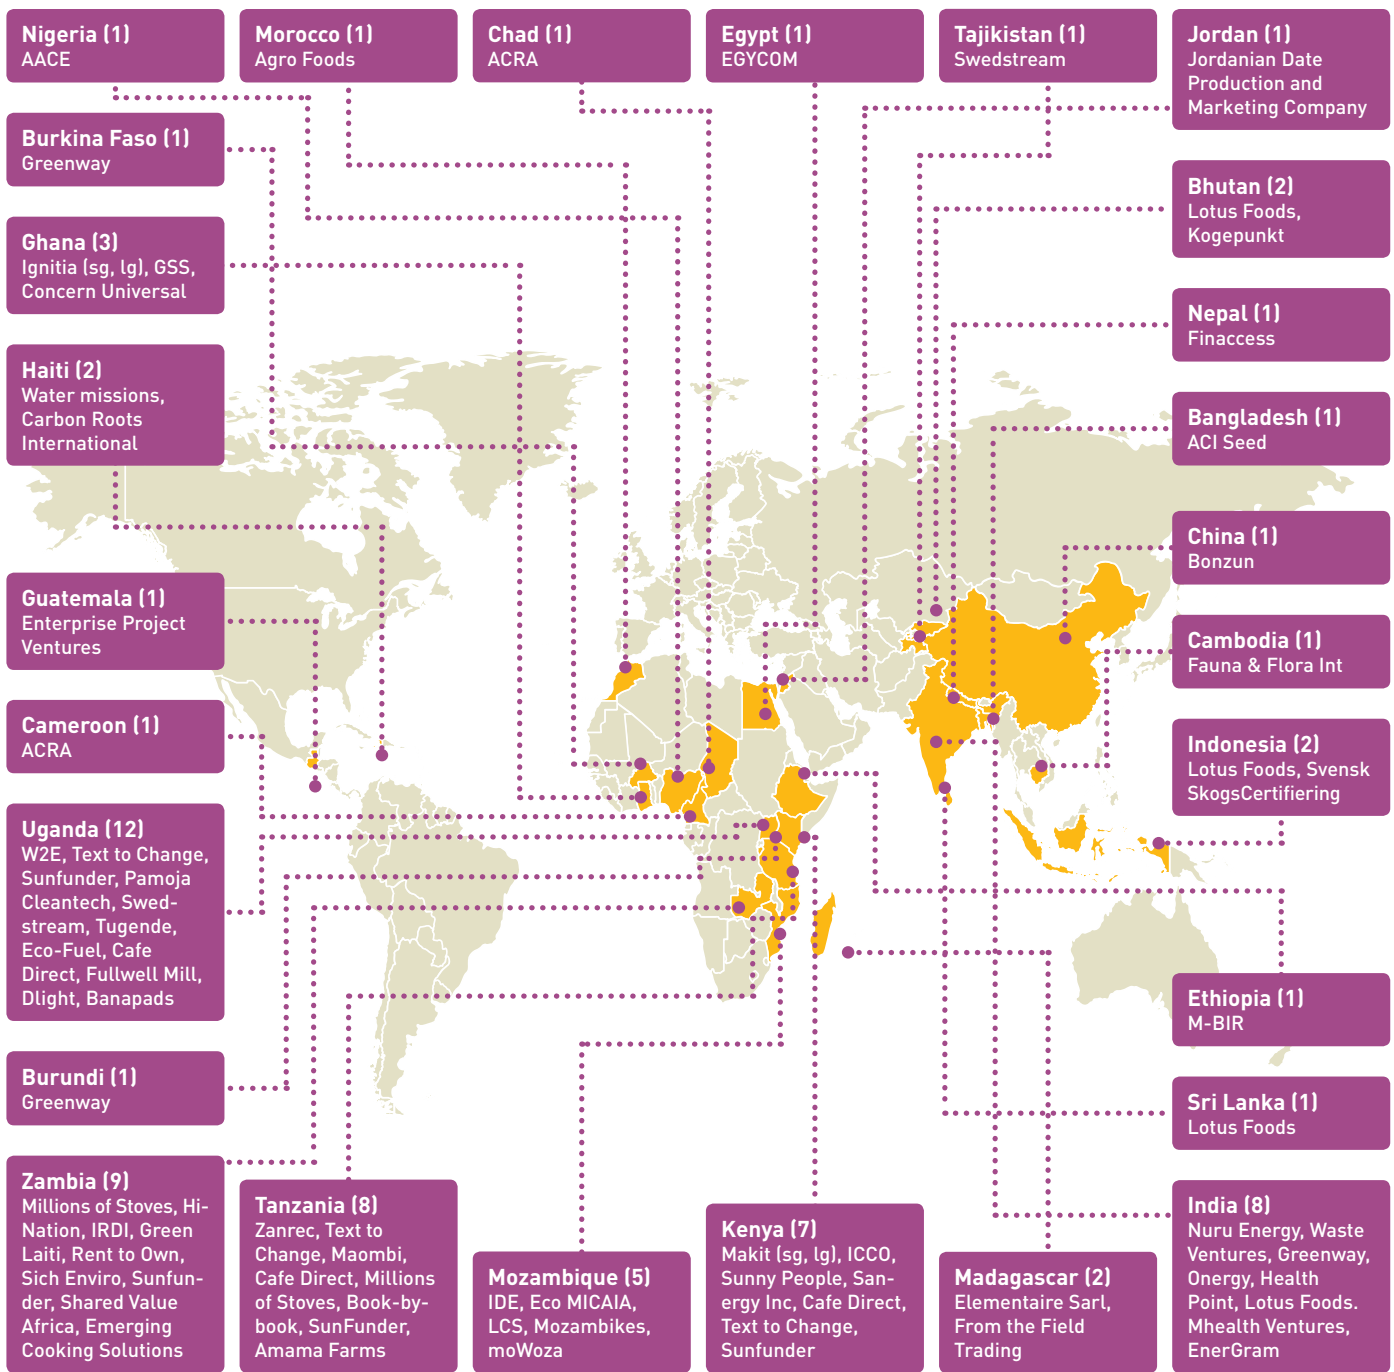 Nigeria (1)
AACE
Morocco (1)
Agro Foods
Chad (1)
ACRA
Egypt (1)
EGYCOM
Tajikistan (1)
Swedstream
Jordan (1)
Jordanian Date
Production and
Marketing Company
Burkina Faso (1)
Greenway
Bhutan (2)
Lotus Foods,
Kogepunkt
Ghana (3)
Ignitia (sg, lg), GSS,
Concern Universal
Nepal (1)
Finaccess
Haiti (2)
Water missions,
Carbon Roots
International
Bangladesh (1)
ACI Seed
China (1)
Bonzun
Guatemala (1)
Enterprise Project
Ventures
Cambodia (1)
Fauna & Flora Int
Cameroon (1)
ACRA
Indonesia (2)
Lotus Foods, Svensk
SkogsCertifiering
Uganda (12)
W2E, Text to Change,
Sunfunder, Pamoja
Cleantech, Swed-
stream, Tugende,
Eco-Fuel, Cafe
Direct, Fullwell Mill,
Dlight, Banapads
Ethiopia (1)
M-BIR
Burundi (1)
Greenway
Sri Lanka (1)
Lotus Foods
Zambia (9)
Millions of Stoves, Hi-
Nation, IRDI, Green
Laiti, Rent to Own,
Sich Enviro, Sunfun-
der, Shared Value
Africa, Emerging
Cooking Solutions
Tanzania (8)
Zanrec, Text to
Change, Maombi,
Cafe Direct, Millions
of Stoves, Book-by-
book, SunFunder,
Amama Farms
Mozambique (5)
IDE, Eco MICAIA,
LCS, Mozambikes,
moWoza
Kenya (7)
Makit (sg, lg), ICCO,
Sunny People, San-
ergy Inc, Cafe Direct,
Text to Change,
Sunfunder
Madagascar (2)
Elementaire Sarl,
From the Field
Trading
India (8)
Nuru Energy, Waste
Ventures, Greenway,
Onergy, Health
Point, Lotus Foods.
Mhealth Ventures,
EnerGram